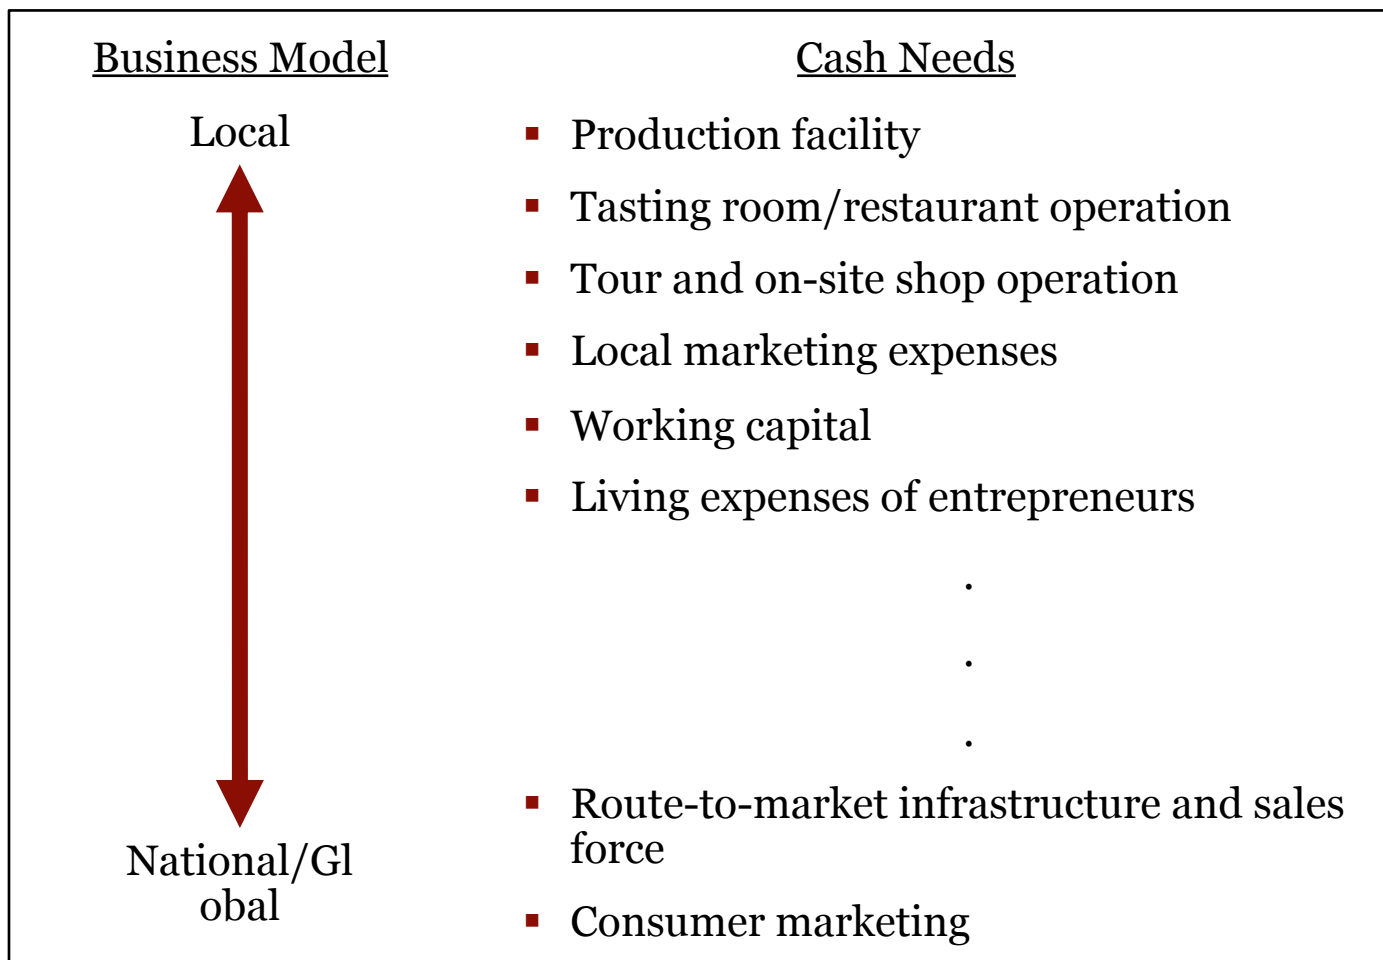 Business Model
Cash Needs
Local
▪ Production facility
▪ Tasting room/restaurant operation
▪ Tour and on-site shop operation
▪ Local marketing expenses
▪ Working capital
▪ Living expenses of entrepreneurs
.
.
.
▪ Route-to-market infrastructure and sales
force
National/Gl
obal
▪ Consumer marketing